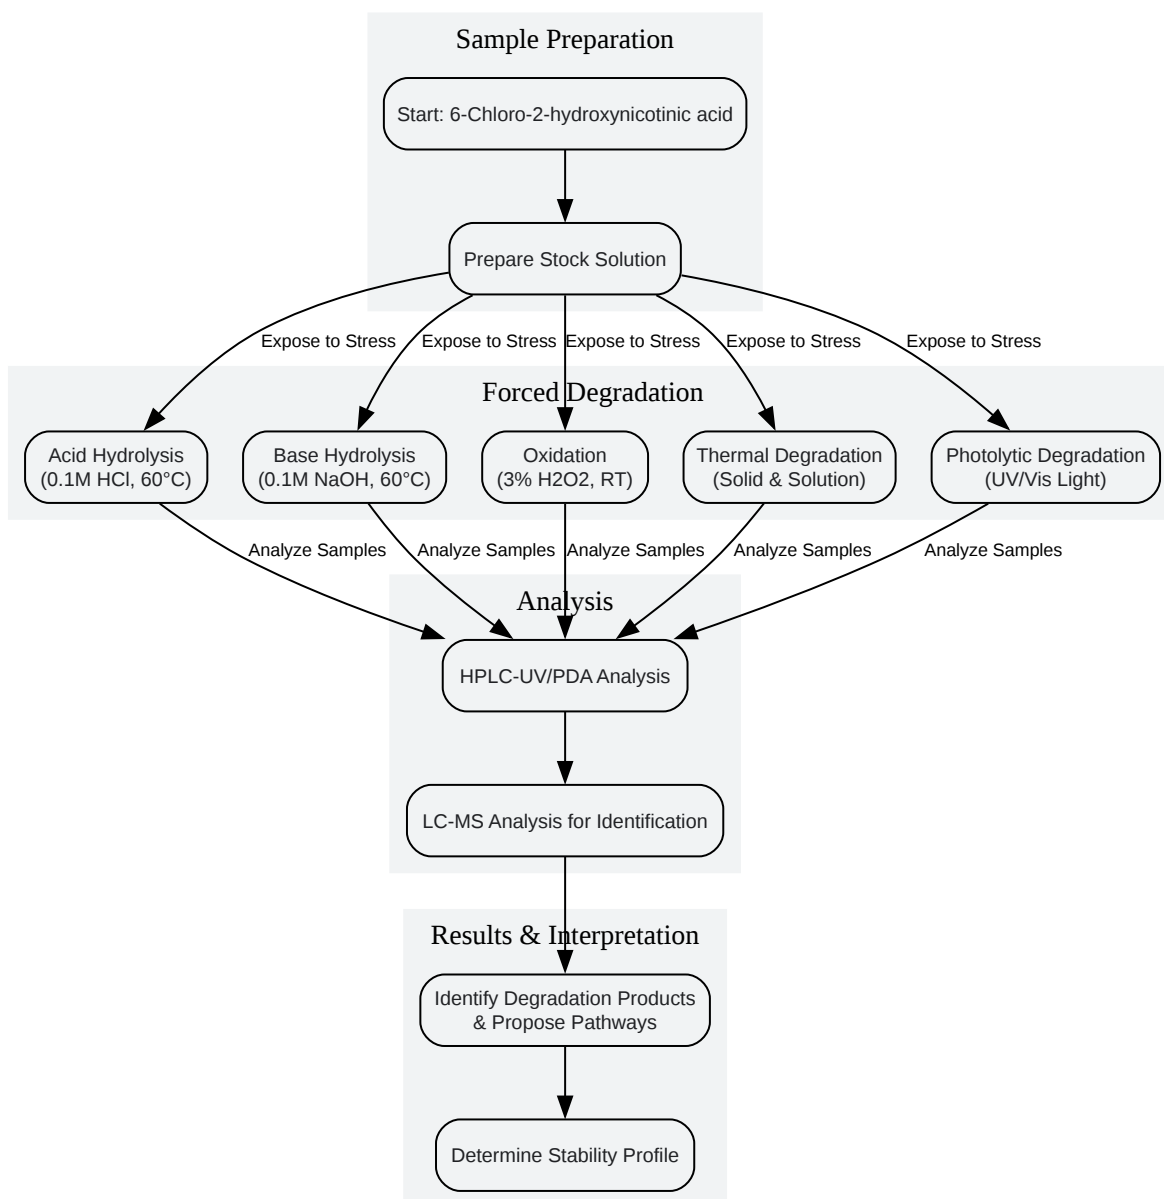 Sample Preparation
Start: 6-Chloro-2-hydroxynicotinic acid
Prepare Stock Solution
Expose to Stress
Expose to Stress
Expose to Stress
Expose to Stress
Expose to Stress
Forced Degradation
Acid Hydrolysis
(0.1M HCl, 60°C)
Base Hydrolysis
(0.1M NaOH, 60°C)
Oxidation
(3% H2O2, RT)
Thermal Degradation
(Solid & Solution)
Photolytic Degradation
(UV/Vis Light)
Analyze Samples
Analyze Samples
Analyze Samples
Analyze Samples
Analyze Samples
Analysis
HPLC-UV/PDA Analysis
LC-MS Analysis for Identification
Results & Interpretation
Identify Degradation Products
& Propose Pathways
Determine Stability Profile